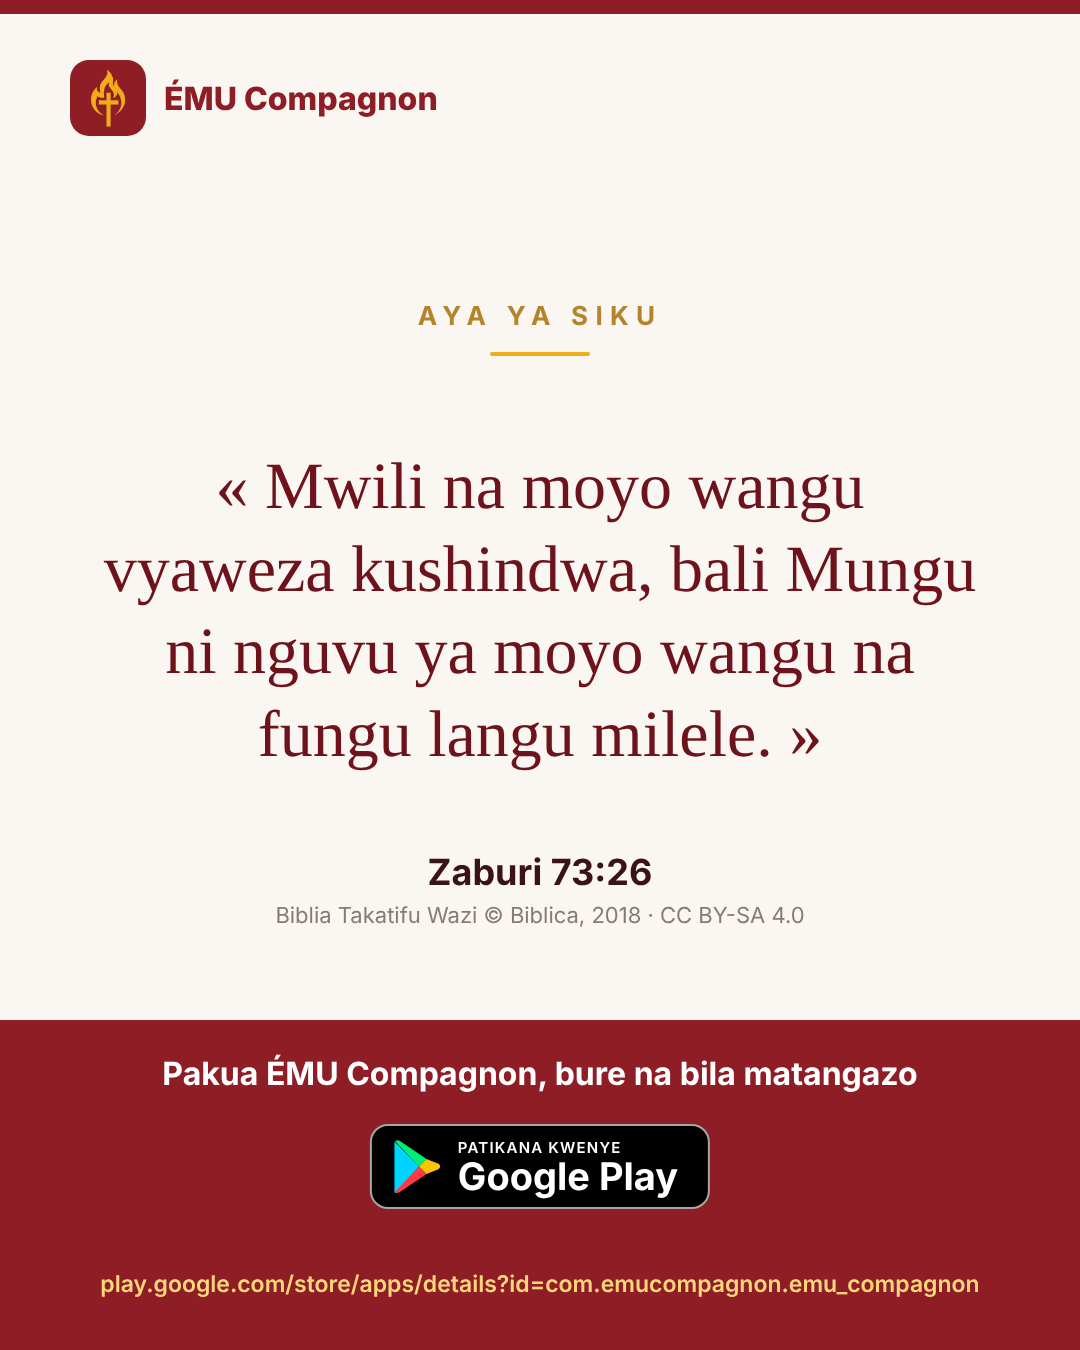 ÉMU Compagnon
AYA YA SIKU
« Mwili na moyo wangu
vyaweza kushindwa, bali Mungu
ni nguvu ya moyo wangu na
fungu langu milele. »
Zaburi 73:26
Biblia Takatifu Wazi © Biblica, 2018 · CC BY-SA 4.0
Pakua ÉMU Compagnon, bure na bila matangazo
PATIKANA KWENYE
Google Play
play.google.com/store/apps/details?id=com.emucompagnon.emu_compagnon